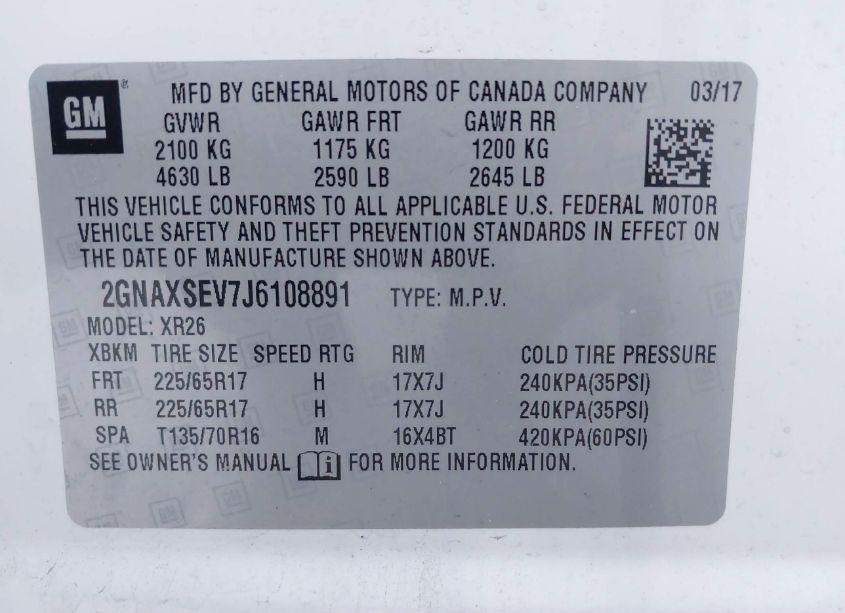 GM ® MFD BY GENERAL MOTORS OF CANADA COMPANY 03/17
GVWR GAWR FRT GAWR RR
2100 KG 1175 KG 1200 KG
4630 LB 2590 LB 2645 LB
THIS VEHICLE CONFORMS TO ALL APPLICABLE U.S. FEDERAL MOTOR
VEHICLE SAFETY AND THEFT PREVENTION STANDARDS IN EFFECT ON
THE DATE OF MANUFACTURE SHOWN ABOVE.
2GNAXSEV7J6108891 TYPE: M.P.V.
MODEL: XR26
XBKM TIRE SIZE SPEED RTG RIM COLD TIRE PRESSURE
FRT 225/65R17 H 17X7J 240KPA(35PSI)
RR 225/65R17 H 17X7J 240KPA(35PSI)
SPA T135/70R16 M 16X4BT 420KPA(60PSI)
SEE OWNER'S MANUAL i FOR MORE INFORMATION.